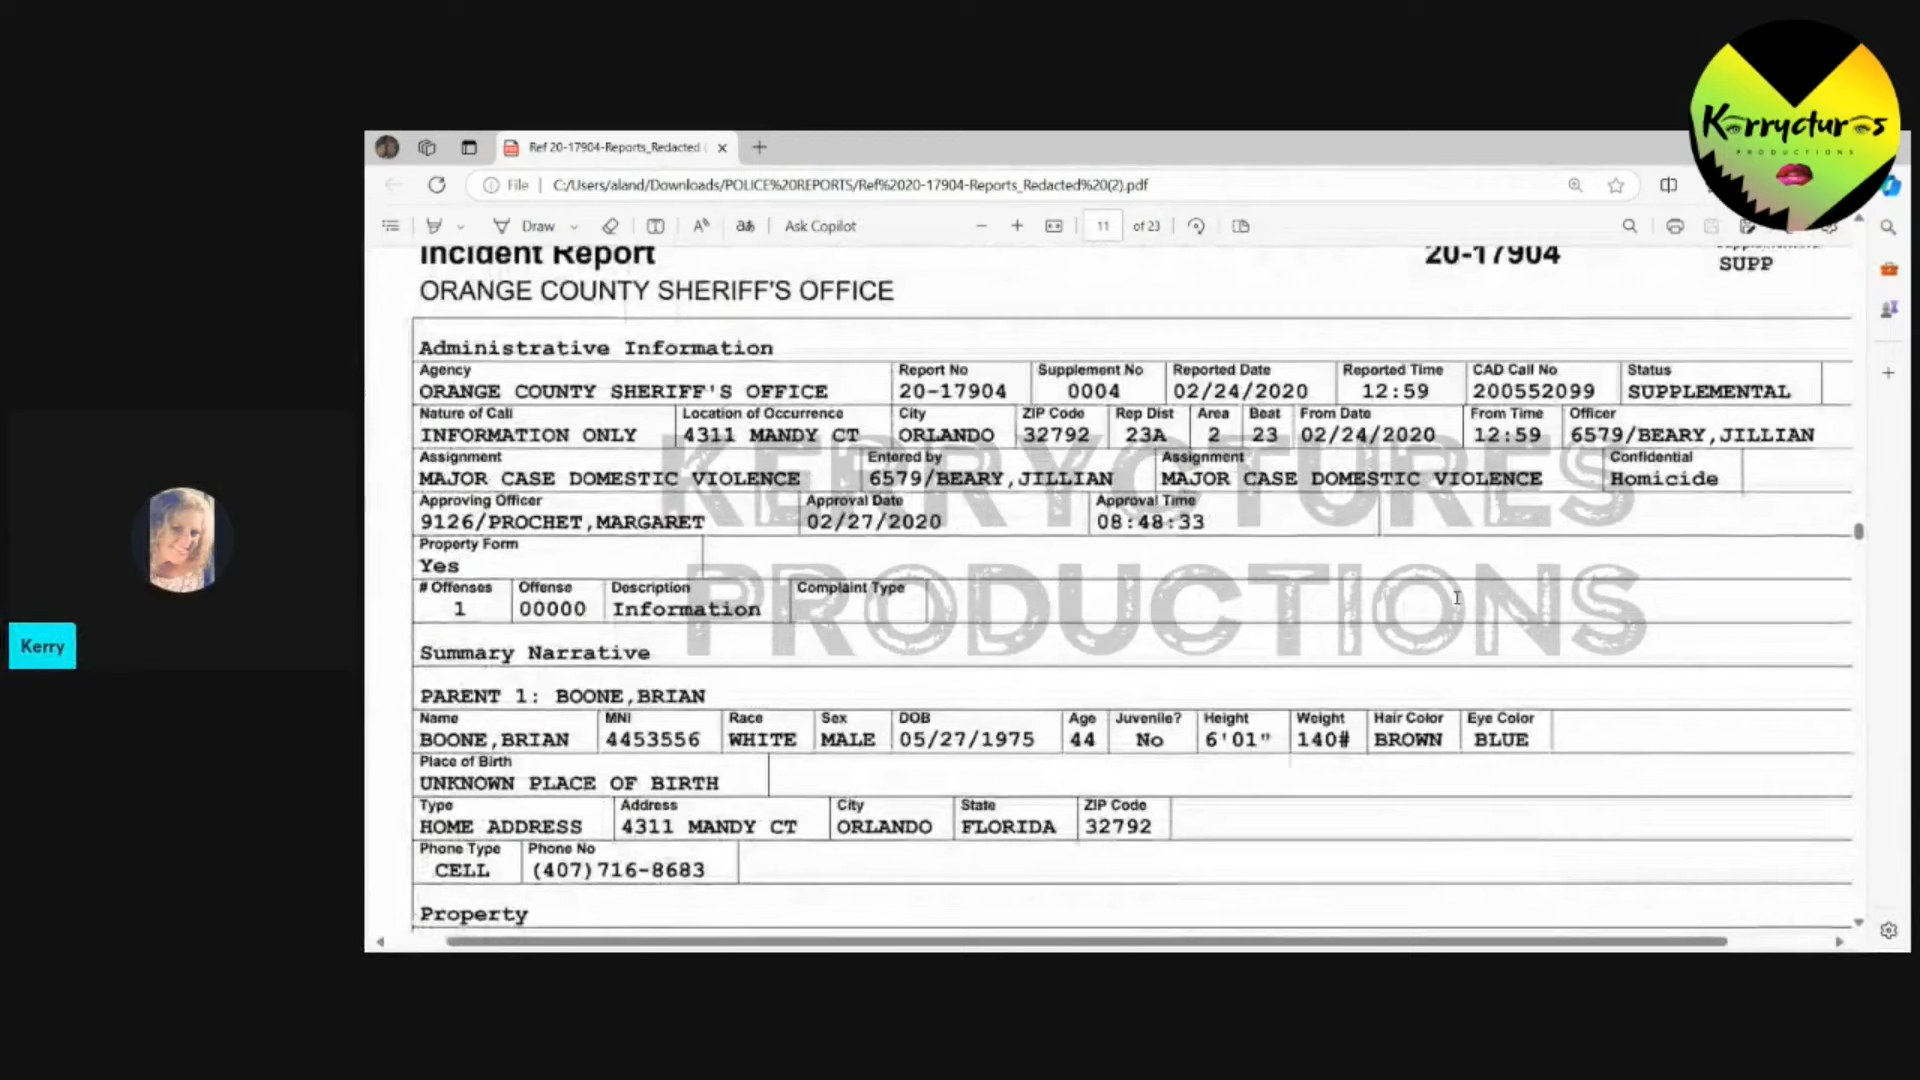 Kerryctures
PRODUCTIONS
Ref 20-17904-Reports_Redacted
File C:/Users/aland/Downloads/POLICE%20REPORTS/Ref%2020-17904-Reports_Redacted%20(2).pdf
Draw Ask Copilot 11 of 23
Incident Report 20-17904
SUPP
ORANGE COUNTY SHERIFF'S OFFICE
Administrative Information
Agency Report No Supplement No Reported Date Reported Time CAD Call No Status
ORANGE COUNTY SHERIFF'S OFFICE 20-17904 0004 02/24/2020 12:59 200552099 SUPPLEMENTAL
Nature of Call Location of Occurrence City ZIP Code Rep Dist Area Beat From Date From Time Officer
INFORMATION ONLY 4311 MANDY CT ORLANDO 32792 23A 2 23 02/24/2020 12:59 6579/BEARY,JILLIAN
Assignment Entered by Assignment Confidential
MAJOR CASE DOMESTIC VIOLENCE 6579/BEARY,JILLIAN MAJOR CASE DOMESTIC VIOLENCE Homicide
Approving Officer Approval Date Approval Time
9126/PROCHET,MARGARET 02/27/2020 08:48:33
Property Form
Yes
# Offenses Offense Description Complaint Type
1 00000 Information
Summary Narrative
PARENT 1: BOONE,BRIAN
Name MNI Race Sex DOB Age Juvenile? Height Weight Hair Color Eye Color
BOONE,BRIAN 4453556 WHITE MALE 05/27/1975 44 No 6'01" 140# BROWN BLUE
Place of Birth
UNKNOWN PLACE OF BIRTH
Type Address City State ZIP Code
HOME ADDRESS 4311 MANDY CT ORLANDO FLORIDA 32792
Phone Type Phone No
CELL (407)716-8683
Property
KERRYCTURES
PRODUCTIONS
Kerry